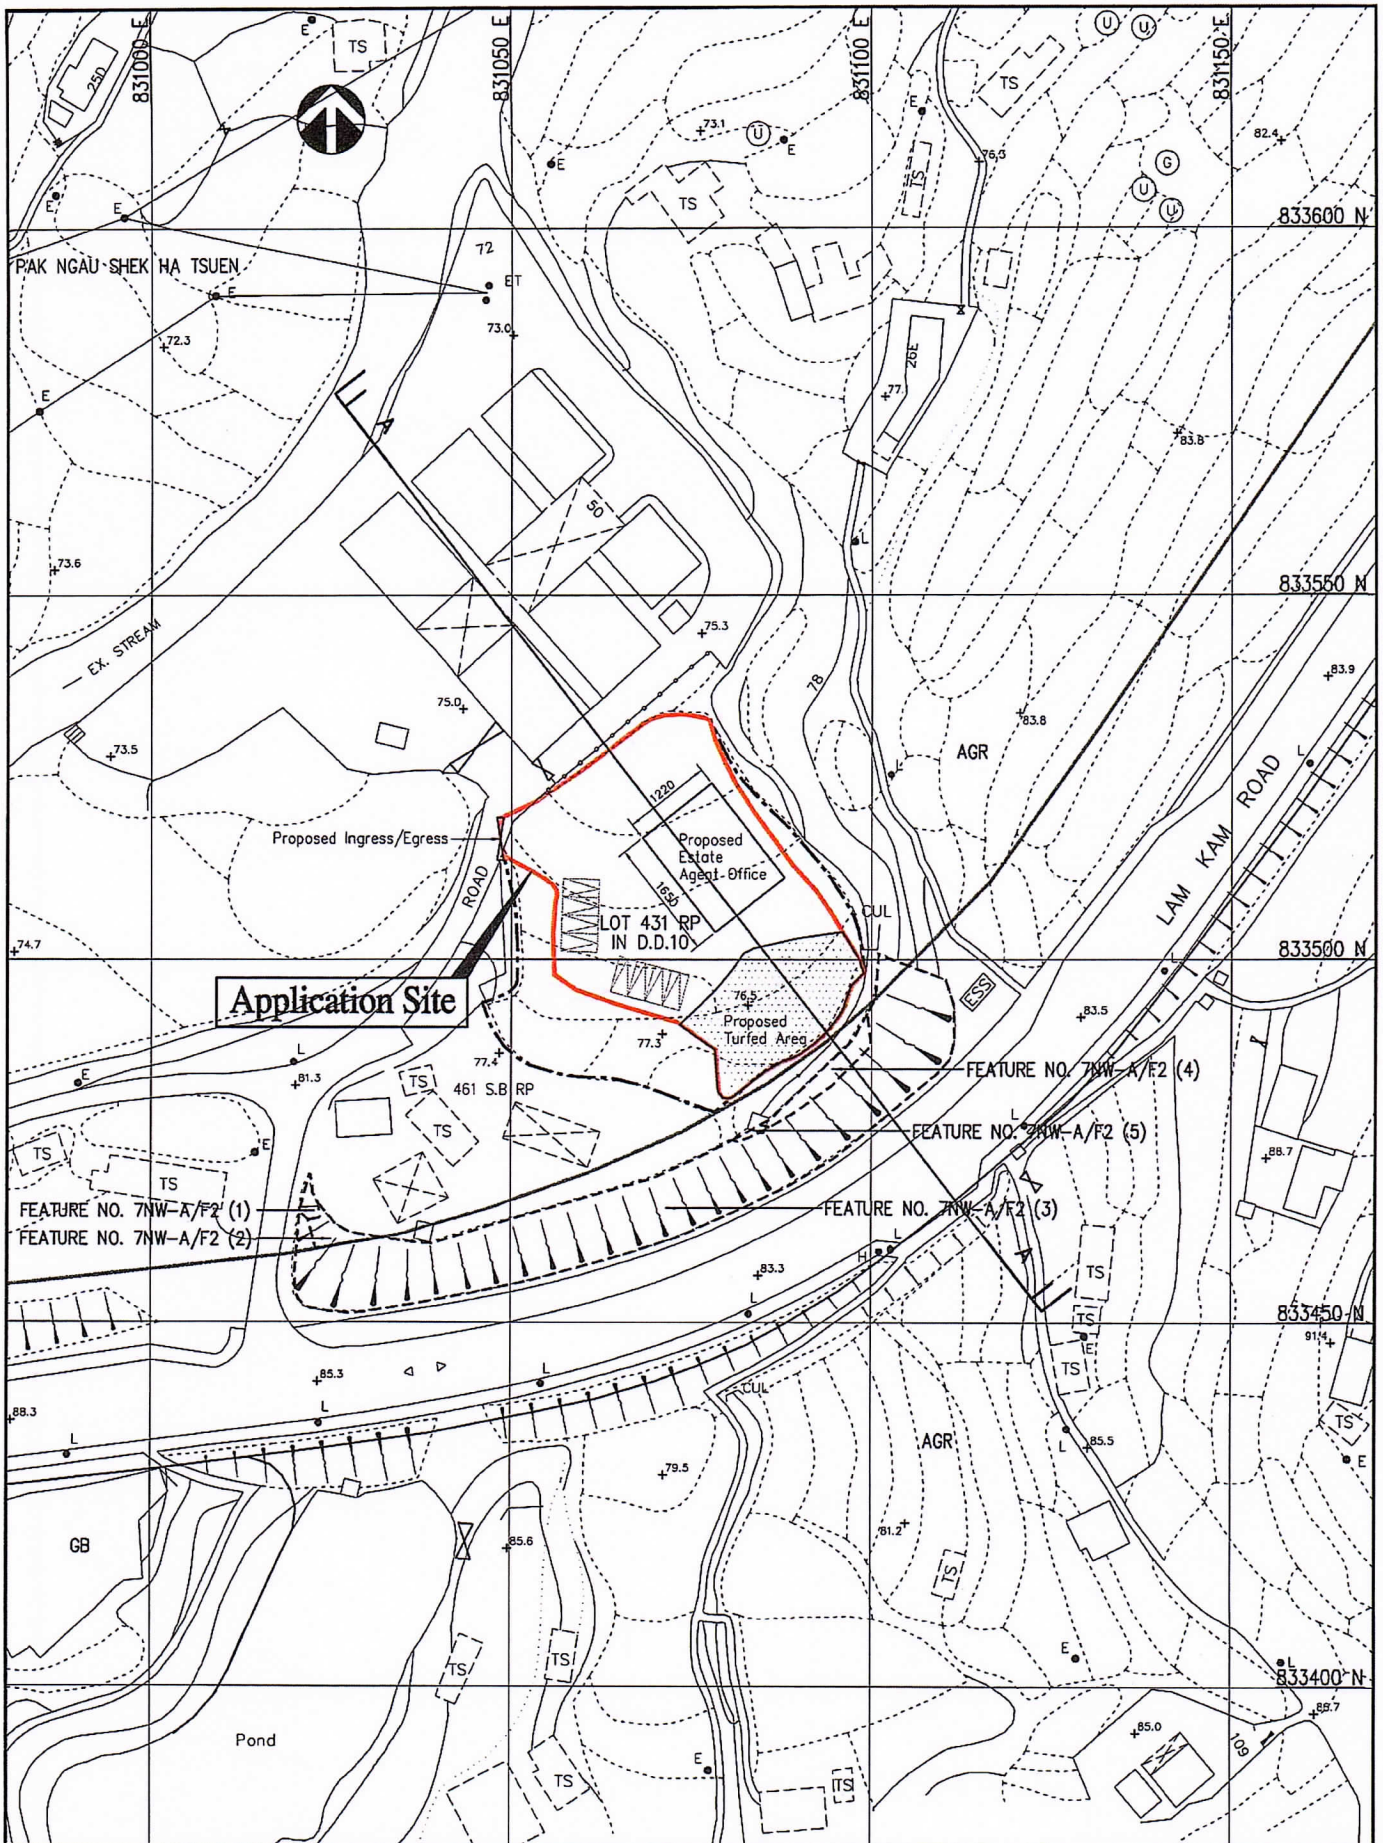 831000 E
831050 E
831100 E
831150 E
E
TS
25D
TS
U
U
73.1
U
E
E
E
76.3
82.4
G
U
U
E
E
TS
TS
833600 N
PAK NGAU SHEK HA TSUEN
72
ET
E
73.0
72.3
26E
77.
E
A
83.8
50
73.6
L
833550 N
75.3
EX. STREAM
78
83.9
75.0
83.8
73.5
AGR
L
L
LAM KAM ROAD
1220
Proposed Ingress/Egress
Proposed
Estate
Agent Office
1650
ROAD
CUL
LOT 431 RP
IN D.D.10
74.7
833500 N
L
Application Site
ESS
76.5
83.5
Proposed
Turfed Area
77.3
L
77.4
E
81.3
TS
461 S.B RP
FEATURE NO. 7NW-A/F2 (4)
L
FEATURE NO. 7NW-A/F2 (5)
TS
E
TS
88.7
TS
FEATURE NO. 7NW-A/F2 (1)
FEATURE NO. 7NW-A/F2 (3)
FEATURE NO. 7NW-A/F2 (2)
L
H
A
TS
83.3
L
TS
833450 N
E
91.4
TS
85.3
L
CUL
88.3
L
TS
L
AGR
L
85.5
E
79.5
81.2
GB
85.6
TS
TS
TS
E
L
833400 N
86.7
85.0
109
Pond
E
TS
TS